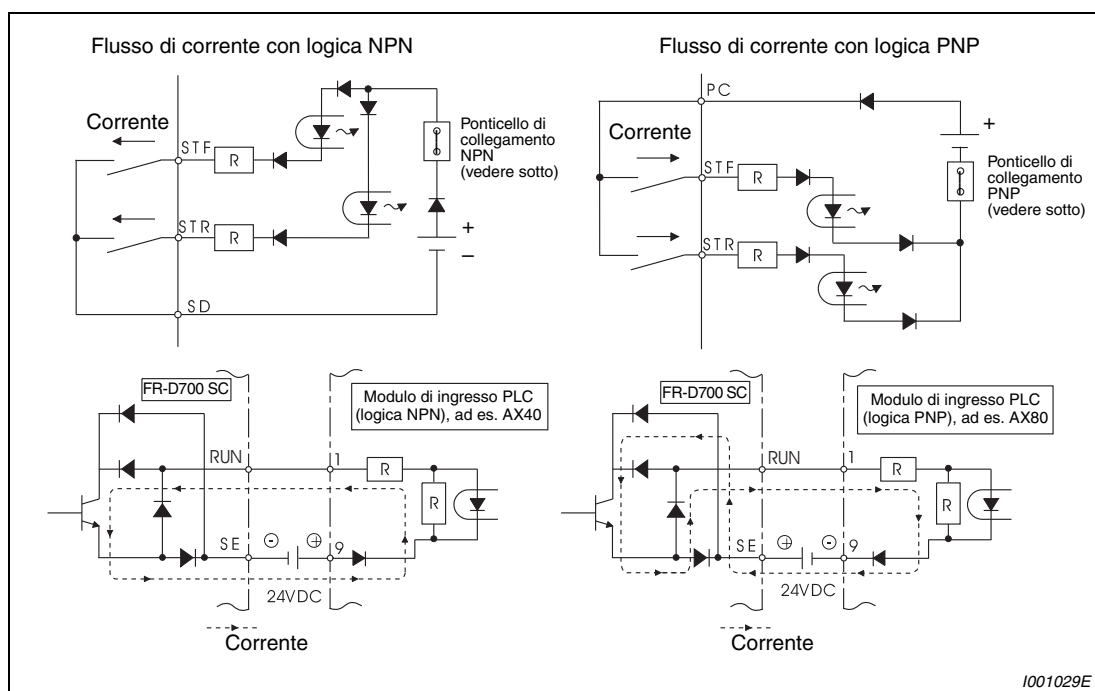 Flusso di corrente con logica NPN
Corrente
STF
R
STR
R
SD
Ponticello di
collegamento
NPN
(vedere sotto)
+
−
Flusso di corrente con logica PNP
PC
Corrente
STF
R
STR
R
+
Ponticello di
collegamento
PNP
(vedere sotto)
FR-D700 SC
Modulo di ingresso PLC
(logica NPN), ad es. AX40
RUN
1
R
R
SE
-
+
9
24VDC
Corrente
FR-D700 SC
Modulo di ingresso PLC
(logica PNP), ad es. AX80
RUN
1
R
R
SE
+
-
9
24VDC
Corrente
I001029E